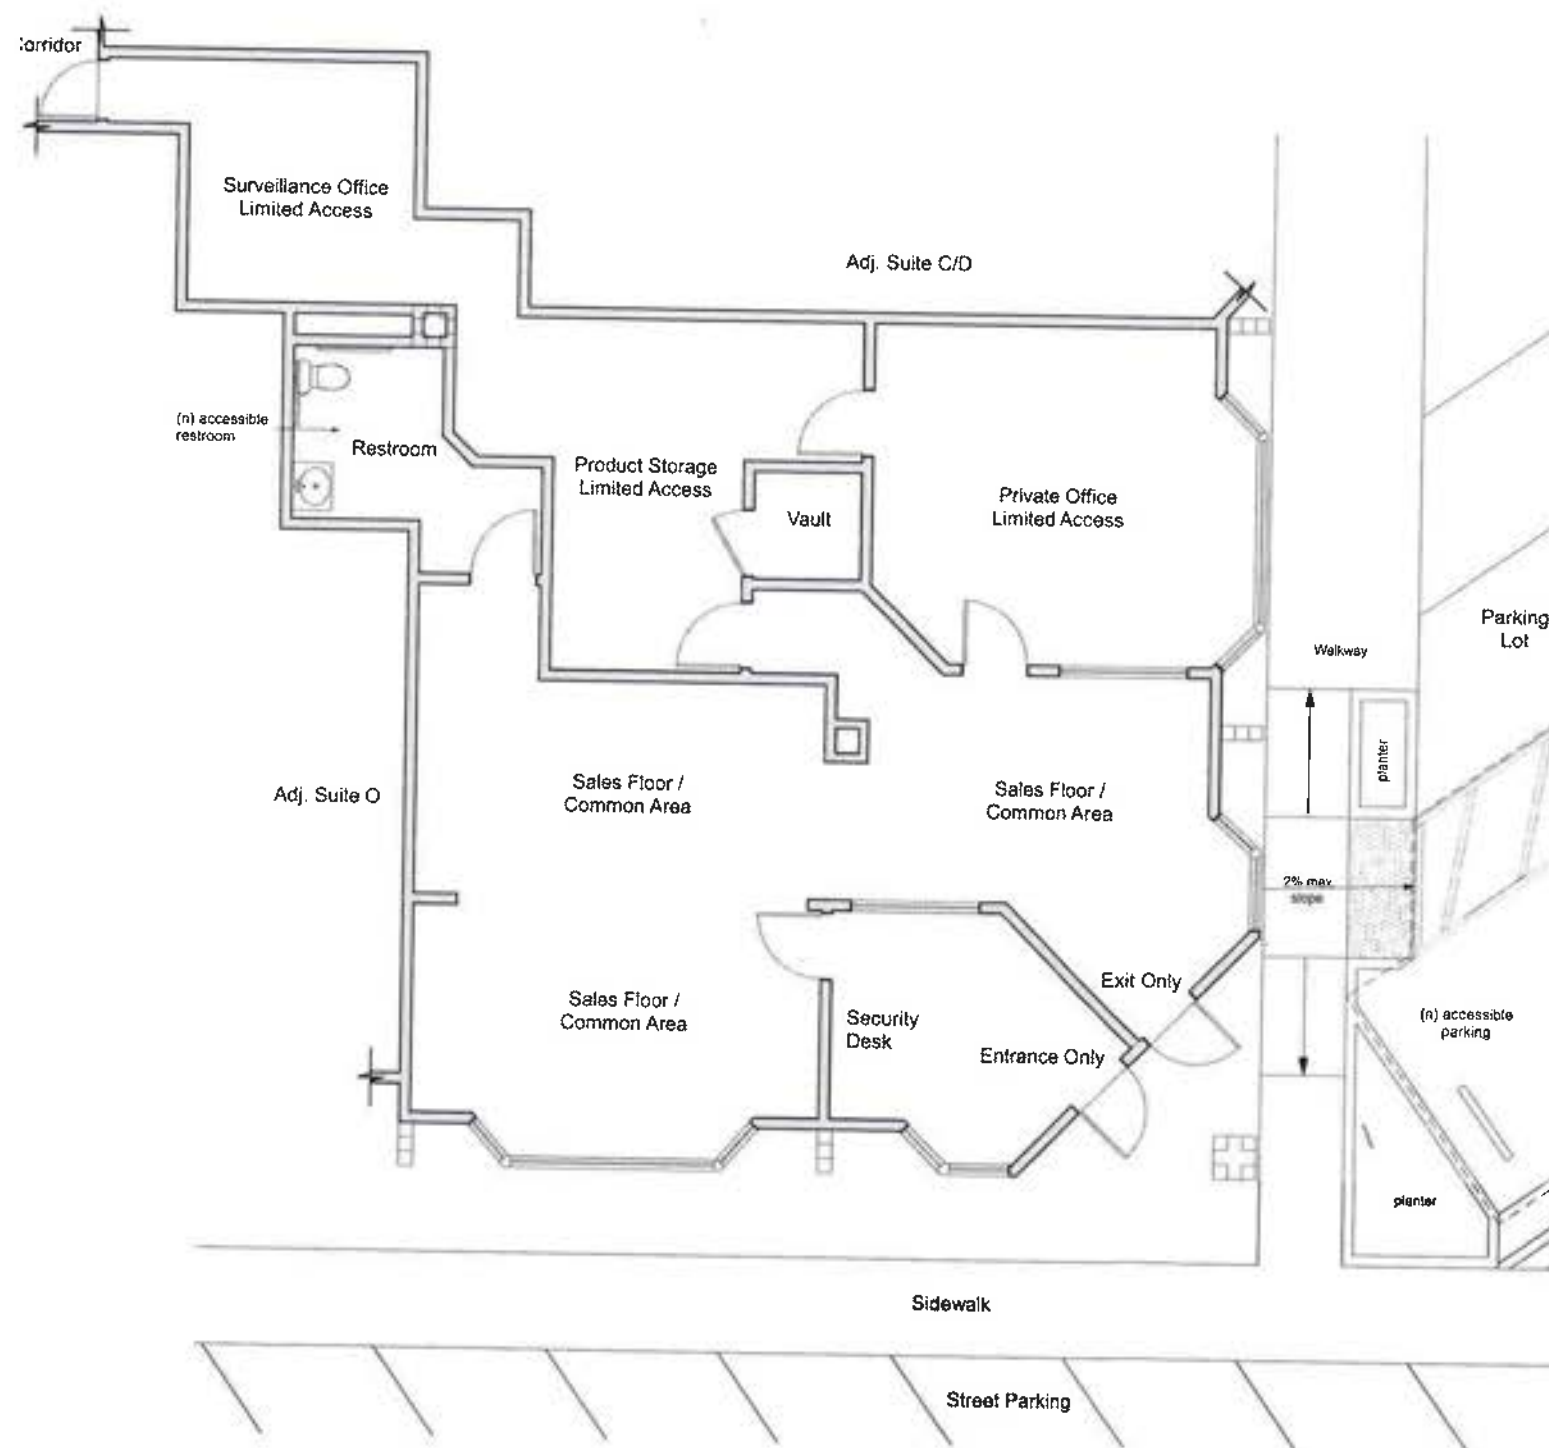 orridor
Surveillance Office
Limited Access
Adj. Suite C/D
(n) accessible
restroom
Restroom
Product Storage
Limited Access
Vault
Private Office
Limited Access
Parking
Lot
Walkway
planter
Adj. Suite O
Sales Floor /
Common Area
Sales Floor /
Common Area
2% max
slope
Sales Floor /
Common Area
Security
Desk
Exit Only
Entrance Only
(n) accessible
parking
planter
Sidewalk
Street Parking